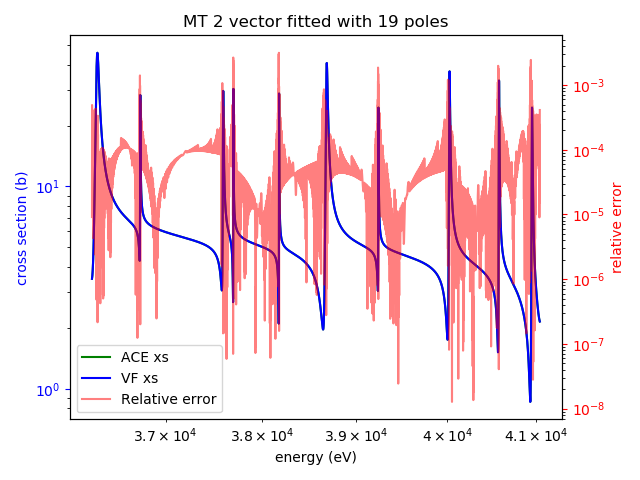 MT 2 vector fitted with 19 poles
cross section (b)
10¹
10⁰
10⁻³
10⁻⁴
10⁻⁵
10⁻⁶
10⁻⁷
10⁻⁸
relative error
ACE xs
VF xs
Relative error
3.7 × 10⁴ 3.8 × 10⁴ 3.9 × 10⁴ 4 × 10⁴ 4.1 × 10⁴
energy (eV)